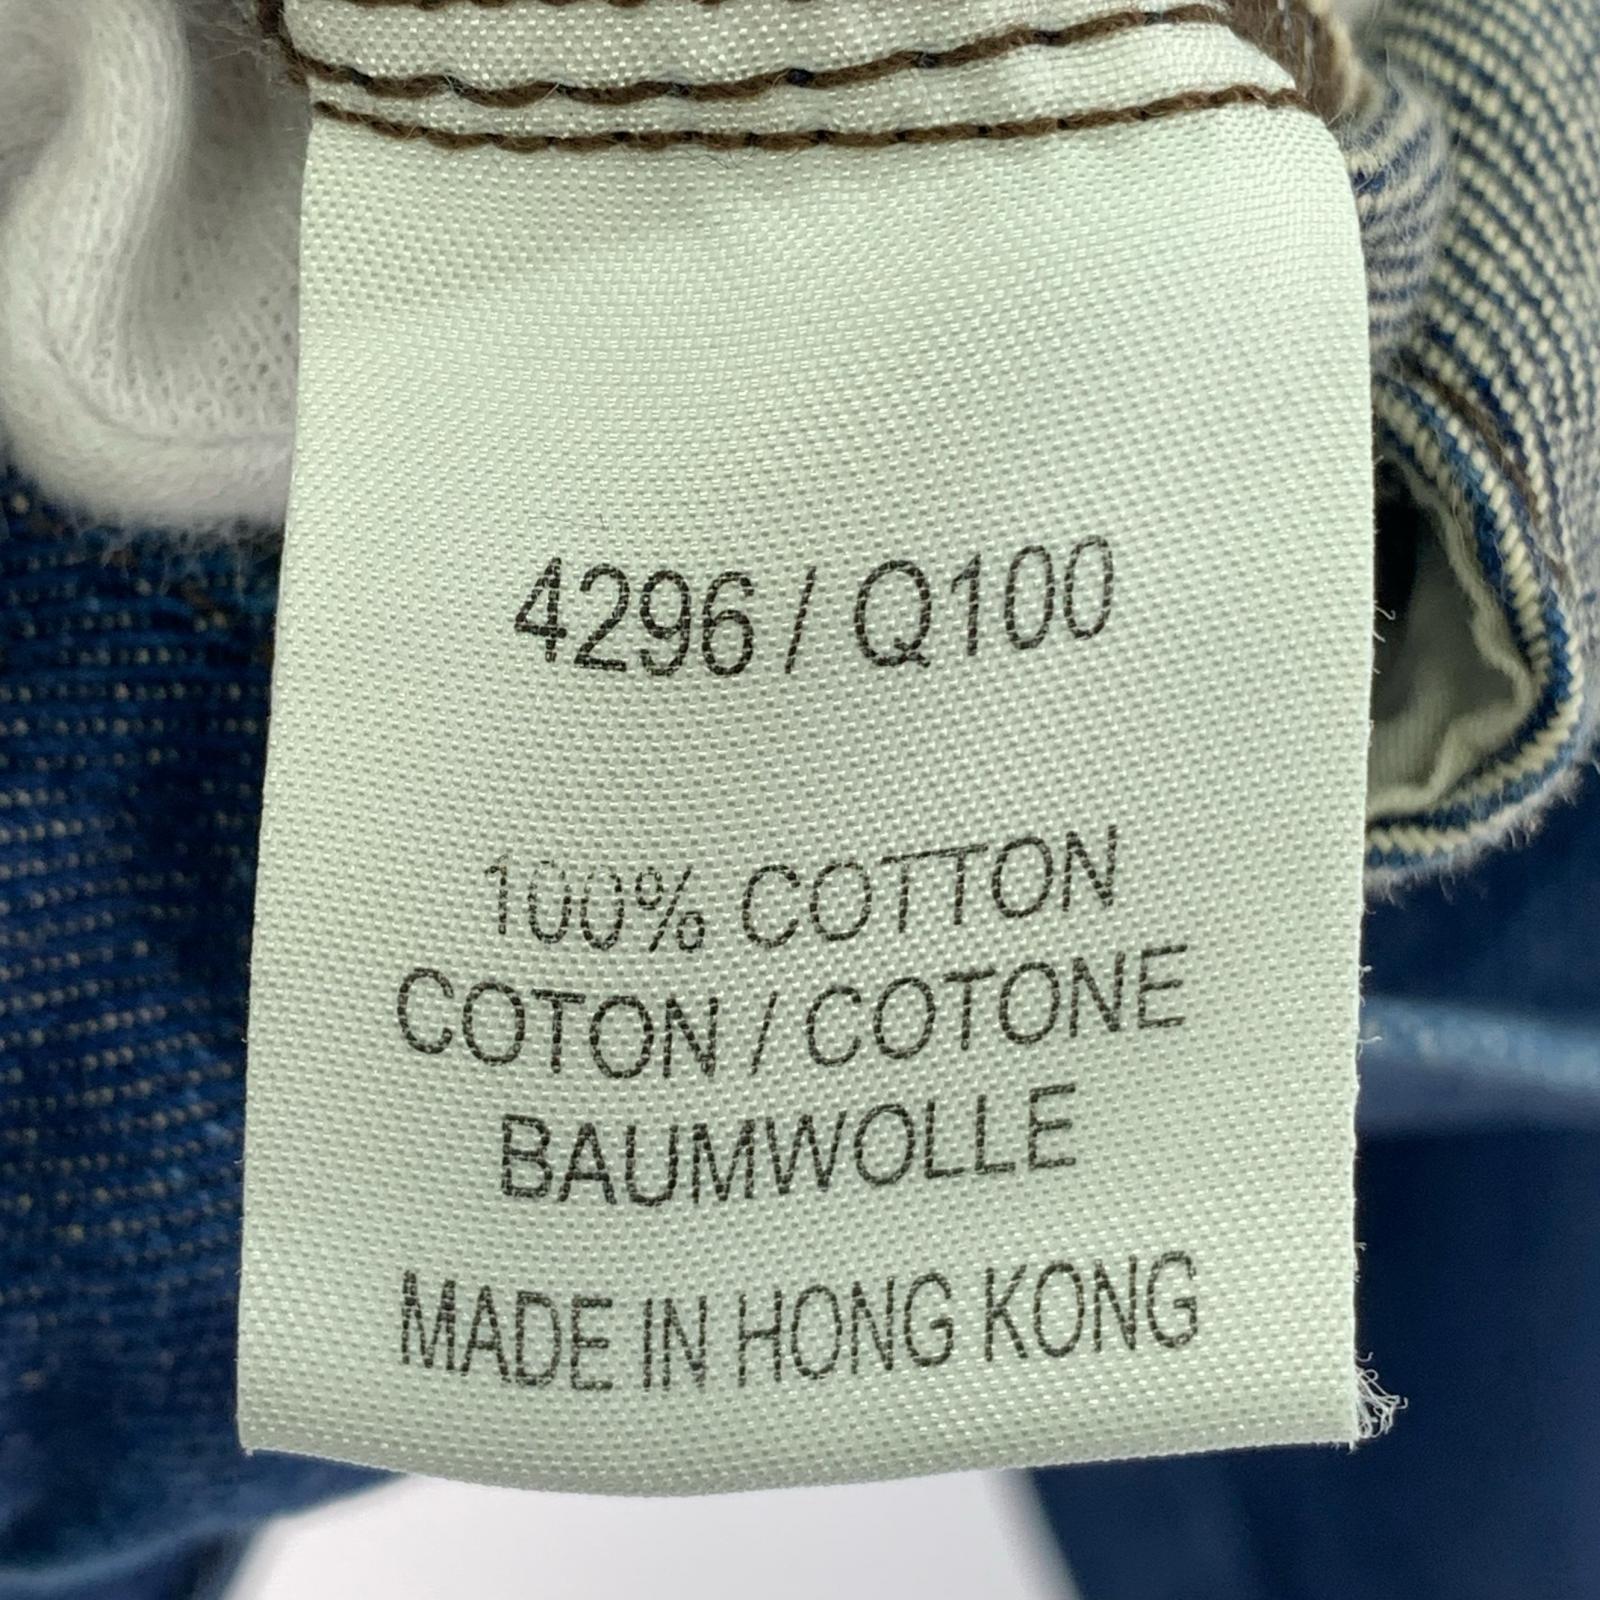 4296 / Q100
100% COTTON
COTON / COTONE
BAUMWOLLE
MADE IN HONG KONG